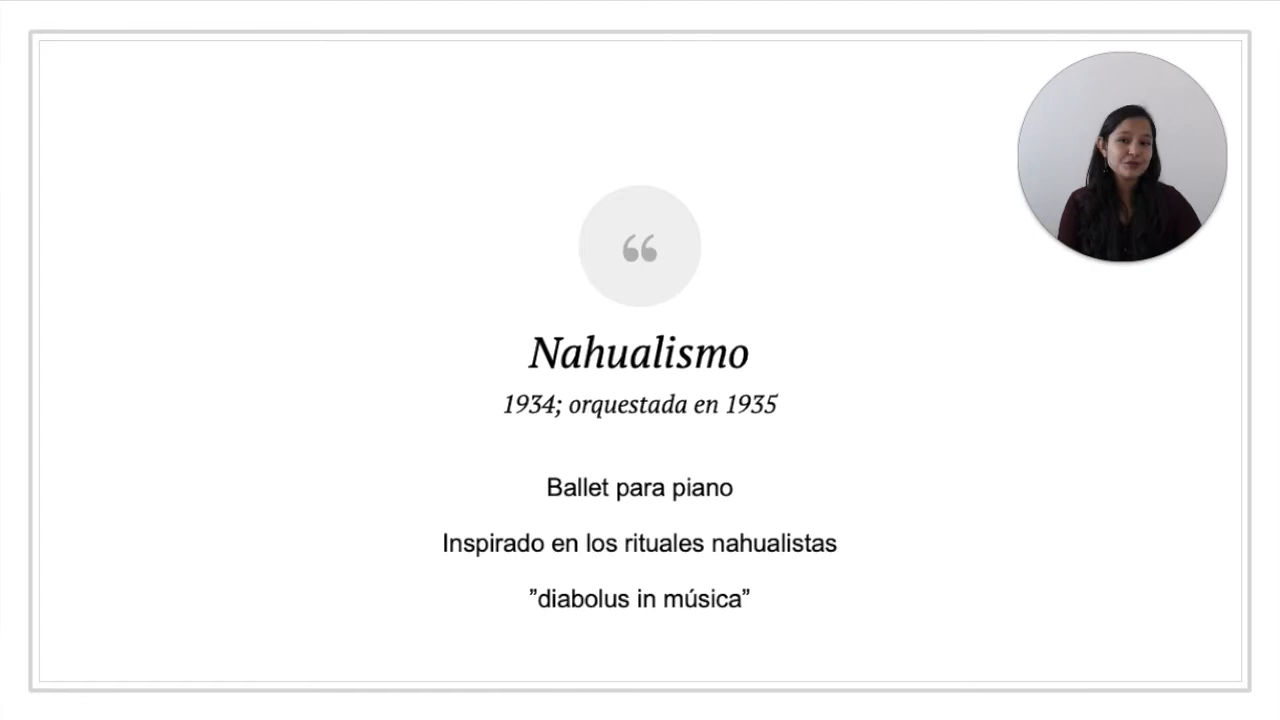 “
Nahualismo
1934; orquestada en 1935
Ballet para piano
Inspirado en los rituales nahualistas
”diabolus in música”